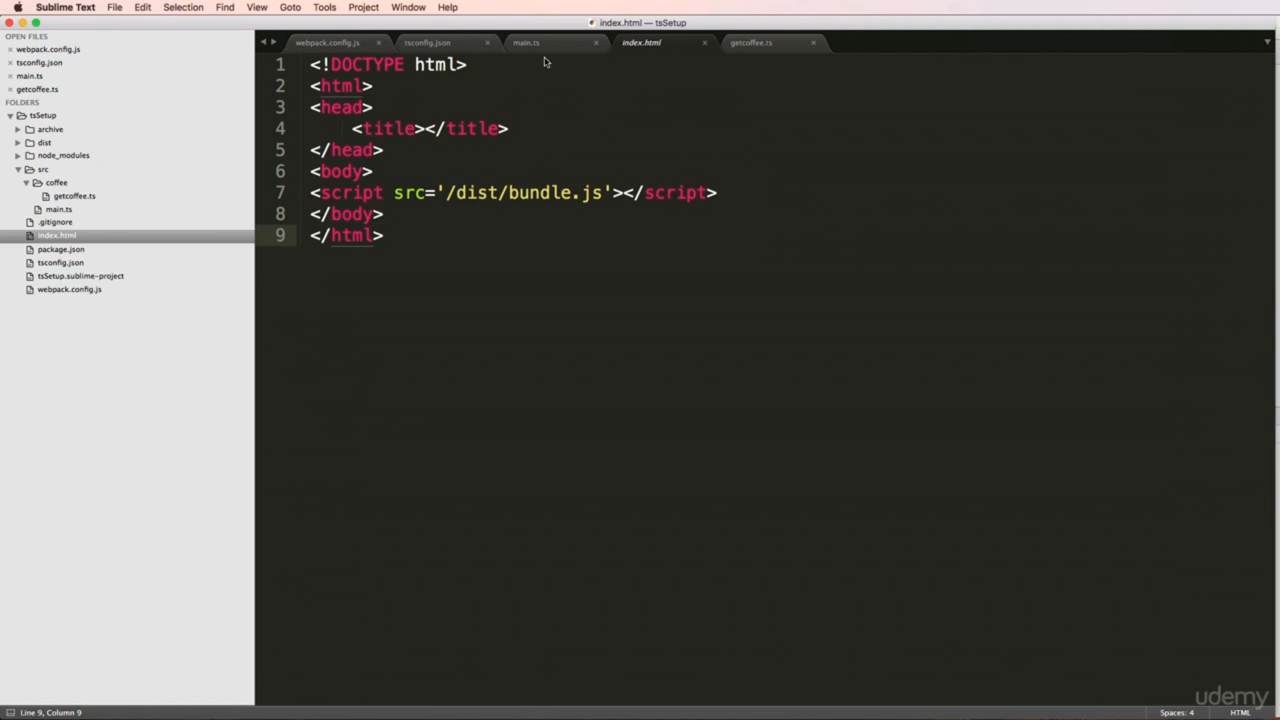 Sublime Text File Edit Selection Find View Goto Tools Project Window Help
index.html — tsSetup
OPEN FILES
webpack.config.js
tsconfig.json
main.ts
getcoffee.ts
FOLDERS
tsSetup
archive
dist
node_modules
src
coffee
getcoffee.ts
main.ts
.gitignore
index.html
package.json
tsconfig.json
tsSetup.sublime-project
webpack.config.js
webpack.config.js tsconfig.json main.ts index.html getcoffee.ts
1 <!DOCTYPE html>
2 <html>
3 <head>
4 <title></title>
5 </head>
6 <body>
7 <script src='/dist/bundle.js'></script>
8 </body>
9 </html>
udemy
Line 9, Column 9
Spaces: 4 HTML